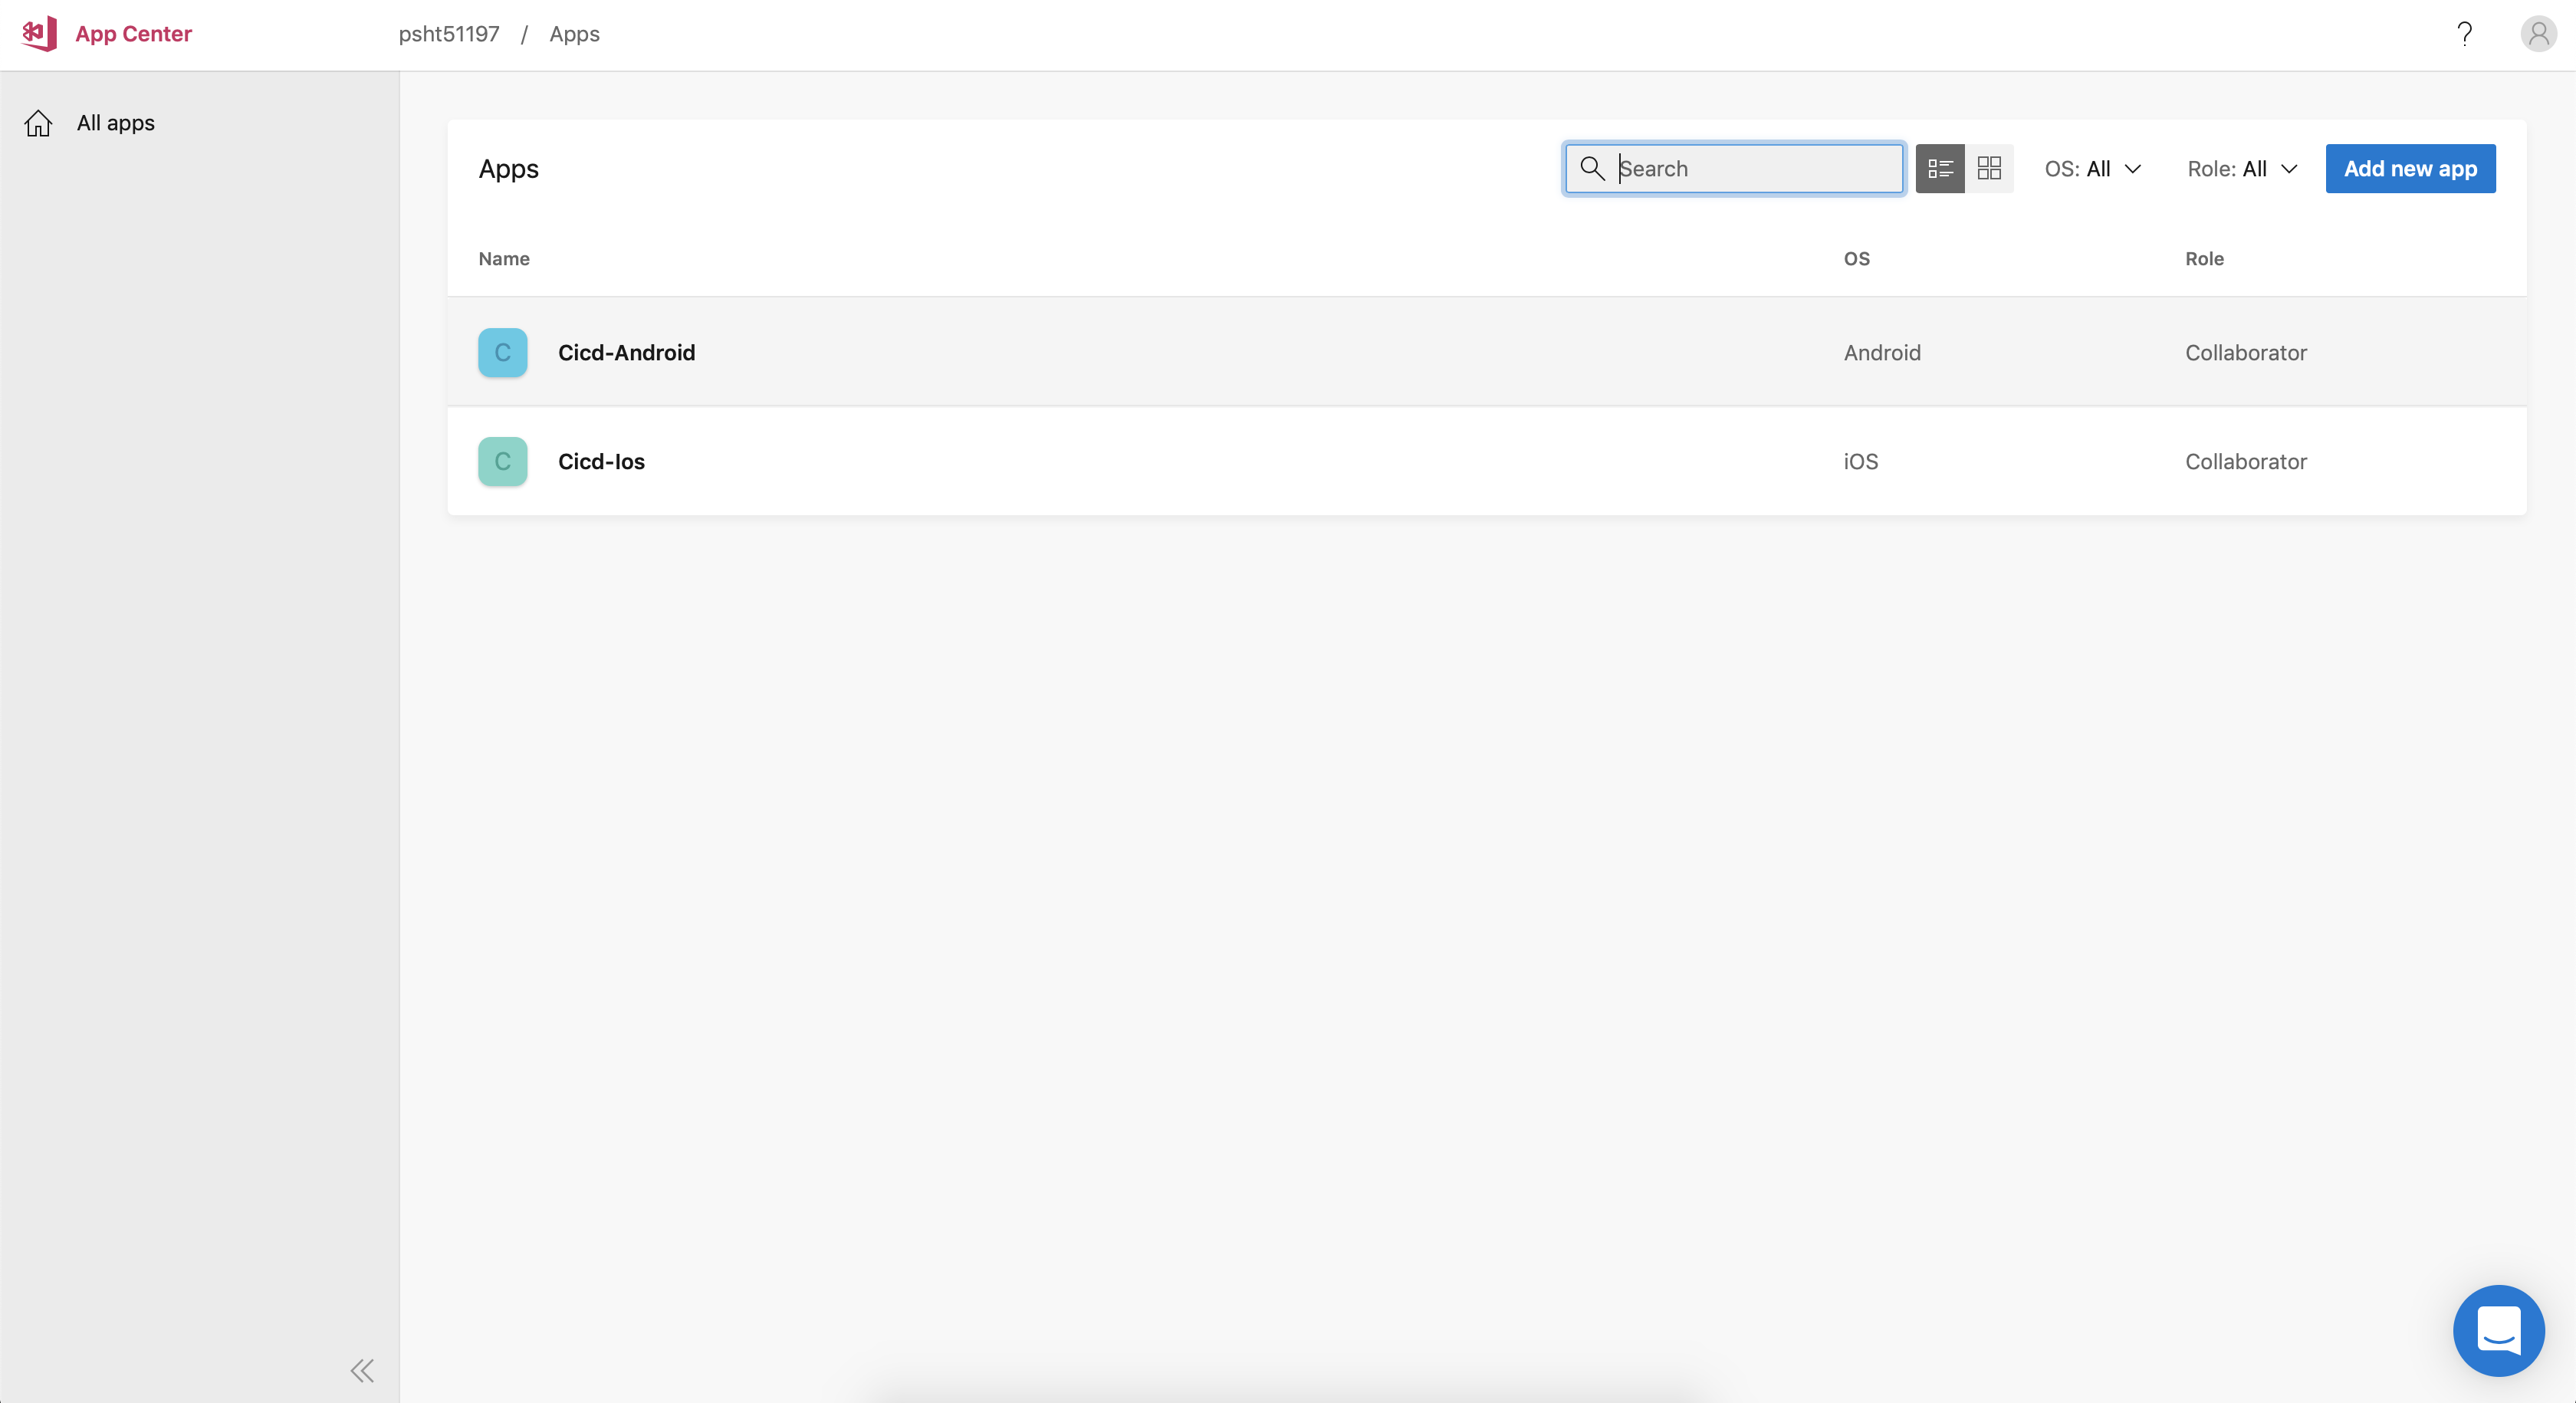 App Center
psht51197 / Apps
?
All apps
Apps
Search
OS: All
Role: All
Add new app
Name OS Role
C Cicd-Android Android Collaborator
C Cicd-Ios iOS Collaborator